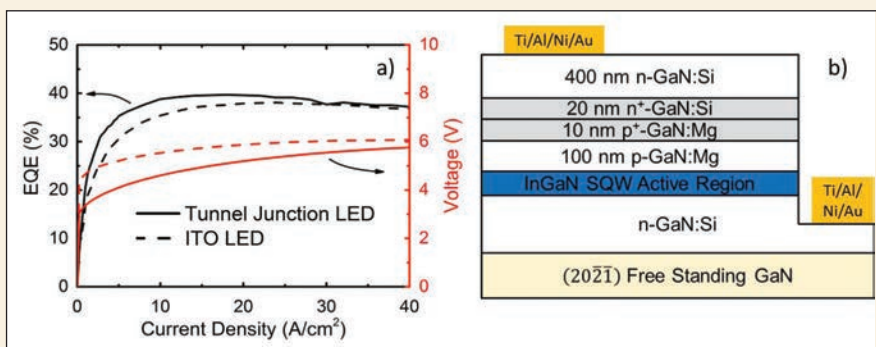 a)
50
40
30
20
10
0
EQE (%)
10
8
6
4
2
0
Voltage (V)
Tunnel Junction LED
ITO LED
0 10 20 30 40
Current Density (A/cm²)
b)
Ti/Al/Ni/Au
400 nm n-GaN:Si
20 nm n⁺-GaN:Si
10 nm p⁺-GaN:Mg
100 nm p-GaN:Mg
InGaN SQW Active Region
Ti/Al/
Ni/Au
n-GaN:Si
(202̅1̅) Free Standing GaN